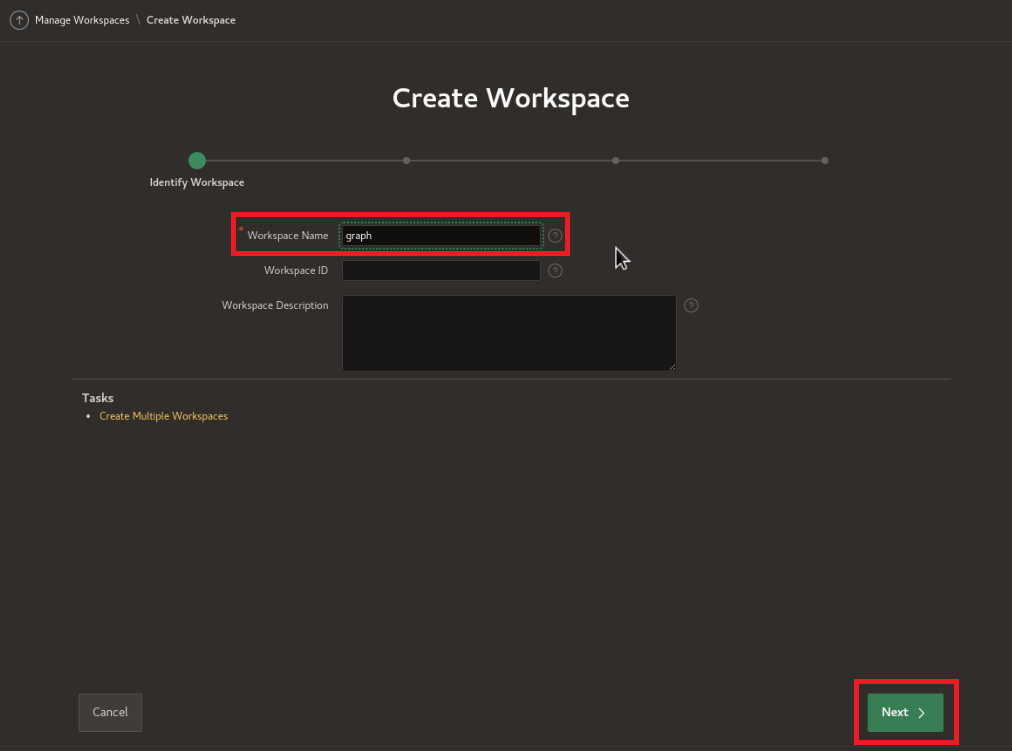 Manage Workspaces \ Create Workspace
Create Workspace
Identify Workspace
* Workspace Name graph ?
Workspace ID ?
Workspace Description ?
Tasks
• Create Multiple Workspaces
Cancel Next >